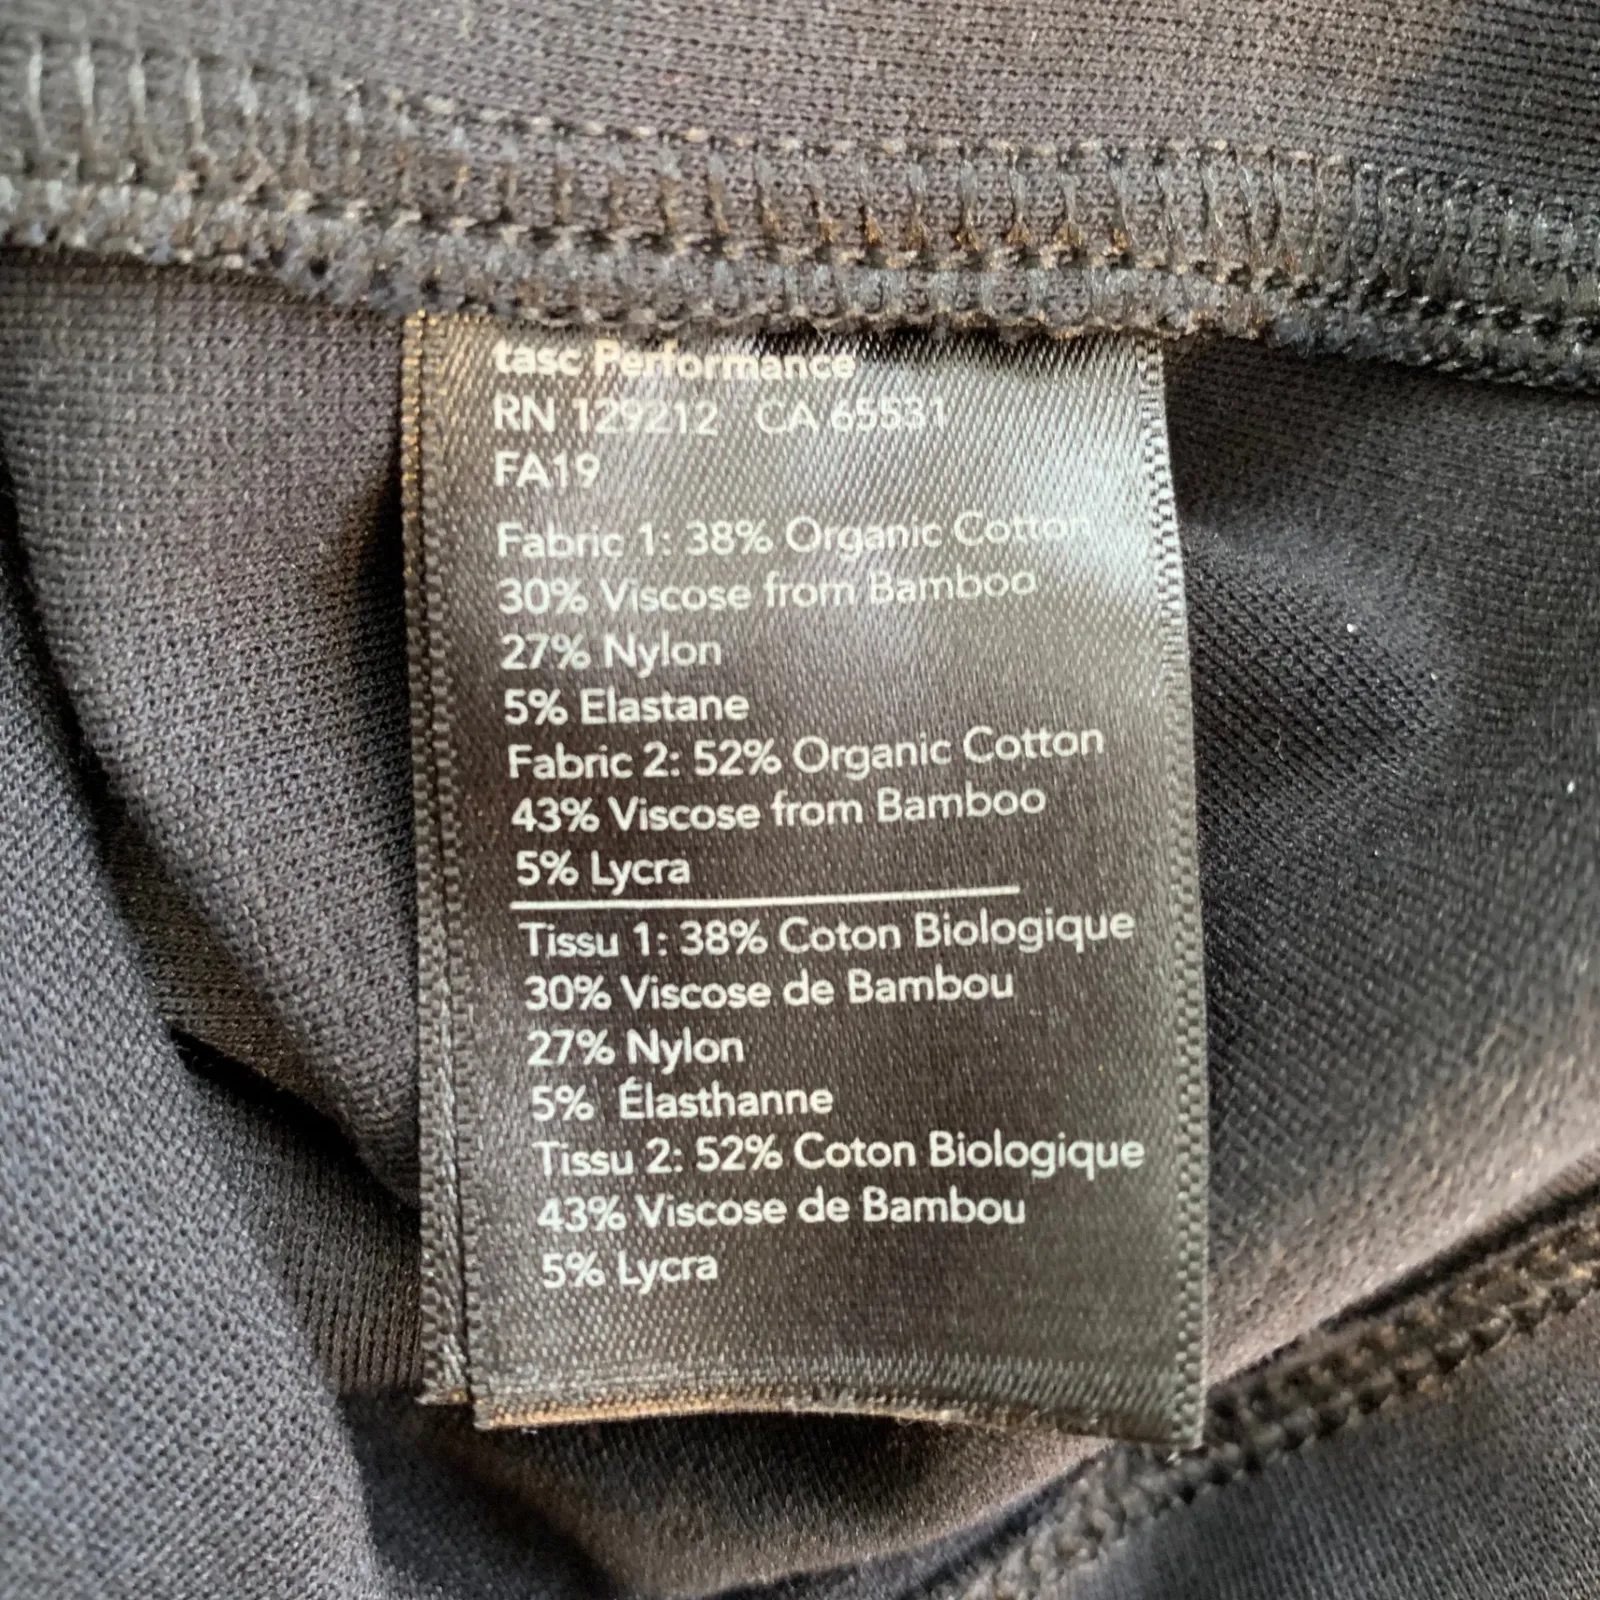 tasc Performance
RN 129212 CA 65531
FA19
Fabric 1: 38% Organic Cotton
30% Viscose from Bamboo
27% Nylon
5% Elastane
Fabric 2: 52% Organic Cotton
43% Viscose from Bamboo
5% Lycra
Tissu 1: 38% Coton Biologique
30% Viscose de Bambou
27% Nylon
5% Élasthanne
Tissu 2: 52% Coton Biologique
43% Viscose de Bambou
5% Lycra